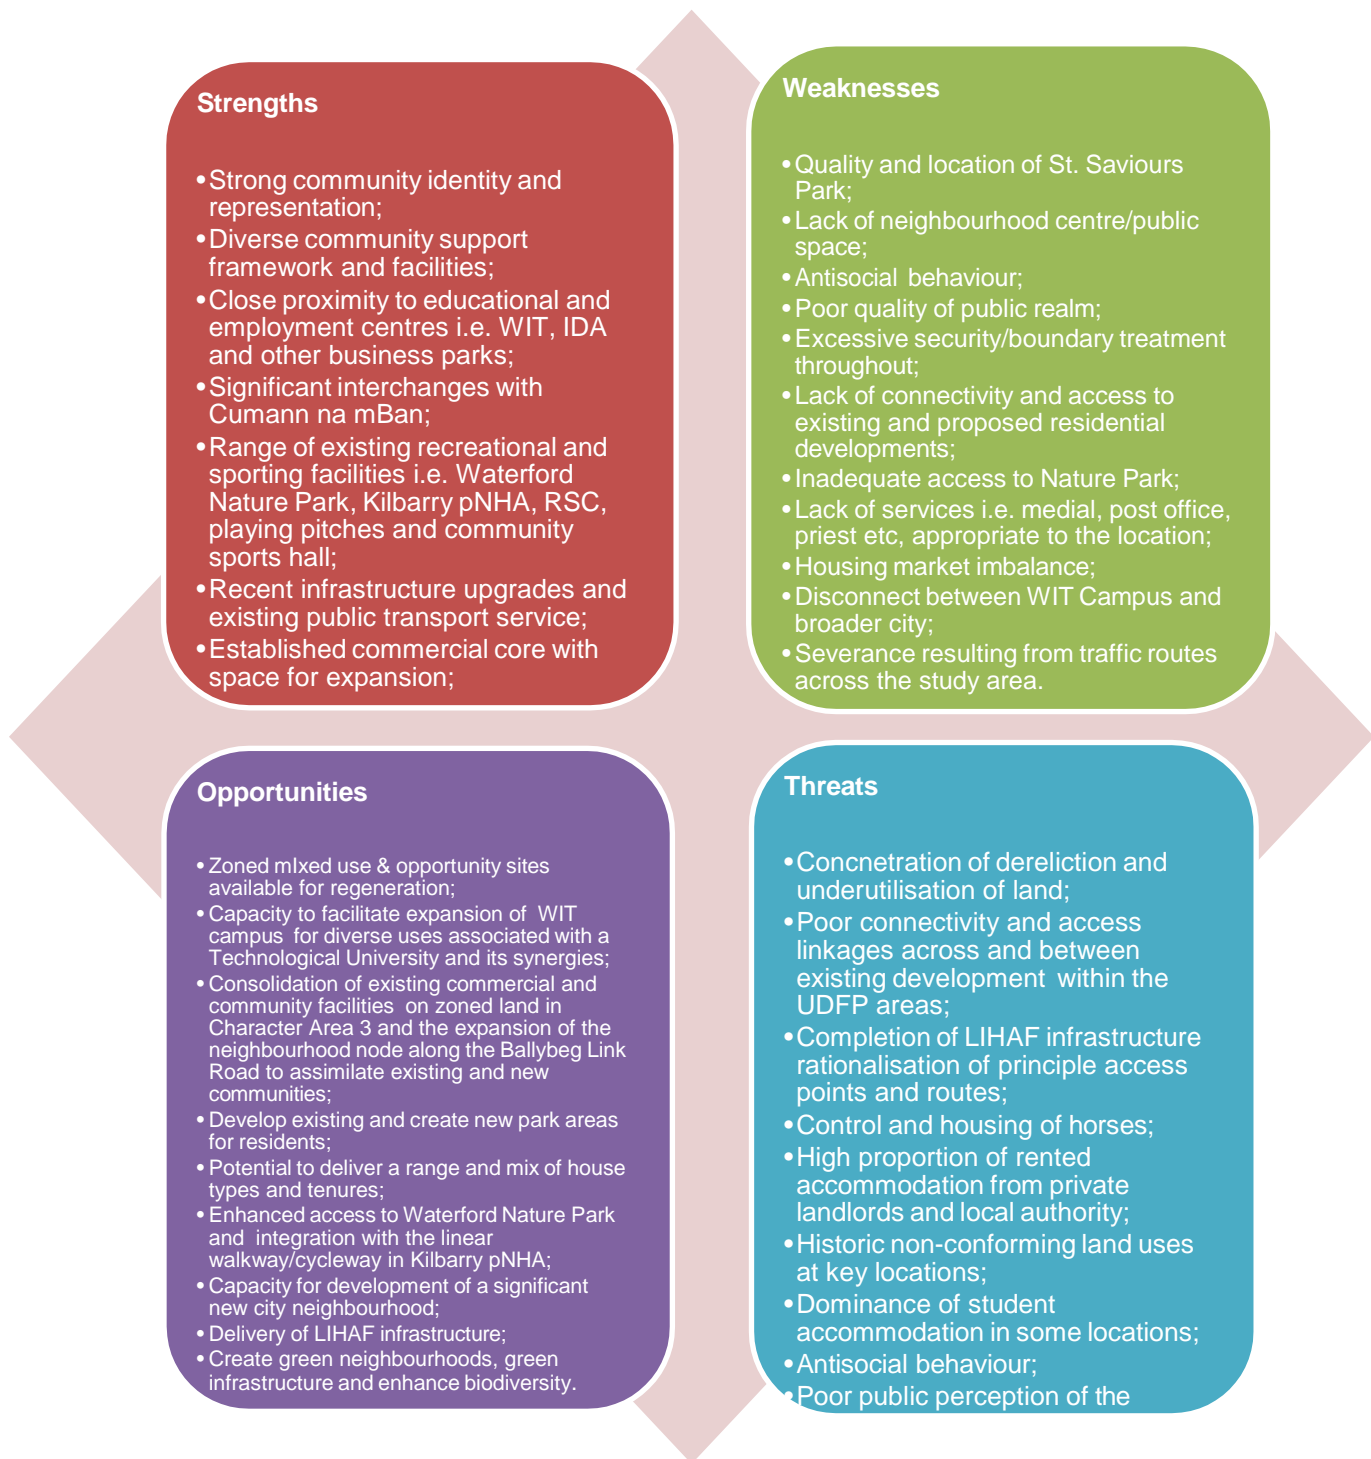 Strengths
•Strong community identity and
representation;
•Diverse community support
framework and facilities;
•Close proximity to educational and
employment centres i.e. WIT, IDA
and other business parks;
•Significant interchanges with
Cumann na mBan;
•Range of existing recreational and
sporting facilities i.e. Waterford
Nature Park, Kilbarry pNHA, RSC,
playing pitches and community
sports hall;
•Recent infrastructure upgrades and
existing public transport service;
•Established commercial core with
space for expansion;
Weaknesses
•Quality and location of St. Saviours
Park;
•Lack of neighbourhood centre/public
space;
•Antisocial behaviour;
•Poor quality of public realm;
•Excessive security/boundary treatment
throughout;
•Lack of connectivity and access to
existing and proposed residential
developments;
•Inadequate access to Nature Park;
•Lack of services i.e. medial, post office,
priest etc, appropriate to the location;
•Housing market imbalance;
•Disconnect between WIT Campus and
broader city;
•Severance resulting from traffic routes
across the study area.
Opportunities
•Zoned mIxed use & opportunity sites
available for regeneration;
•Capacity to facilitate expansion of WIT
campus for diverse uses associated with a
Technological University and its synergies;
•Consolidation of existing commercial and
community facilities on zoned land in
Character Area 3 and the expansion of the
neighbourhood node along the Ballybeg Link
Road to assimilate existing and new
communities;
•Develop existing and create new park areas
for residents;
•Potential to deliver a range and mix of house
types and tenures;
•Enhanced access to Waterford Nature Park
and integration with the linear
walkway/cycleway in Kilbarry pNHA;
•Capacity for development of a significant
new city neighbourhood;
•Delivery of LIHAF infrastructure;
•Create green neighbourhoods, green
infrastructure and enhance biodiversity.
Threats
•Concnetration of dereliction and
underutilisation of land;
•Poor connectivity and access
linkages across and between
existing development within the
UDFP areas;
•Completion of LIHAF infrastructure
rationalisation of principle access
points and routes;
•Control and housing of horses;
•High proportion of rented
accommodation from private
landlords and local authority;
•Historic non-conforming land uses
at key locations;
•Dominance of student
accommodation in some locations;
•Antisocial behaviour;
•Poor public perception of the